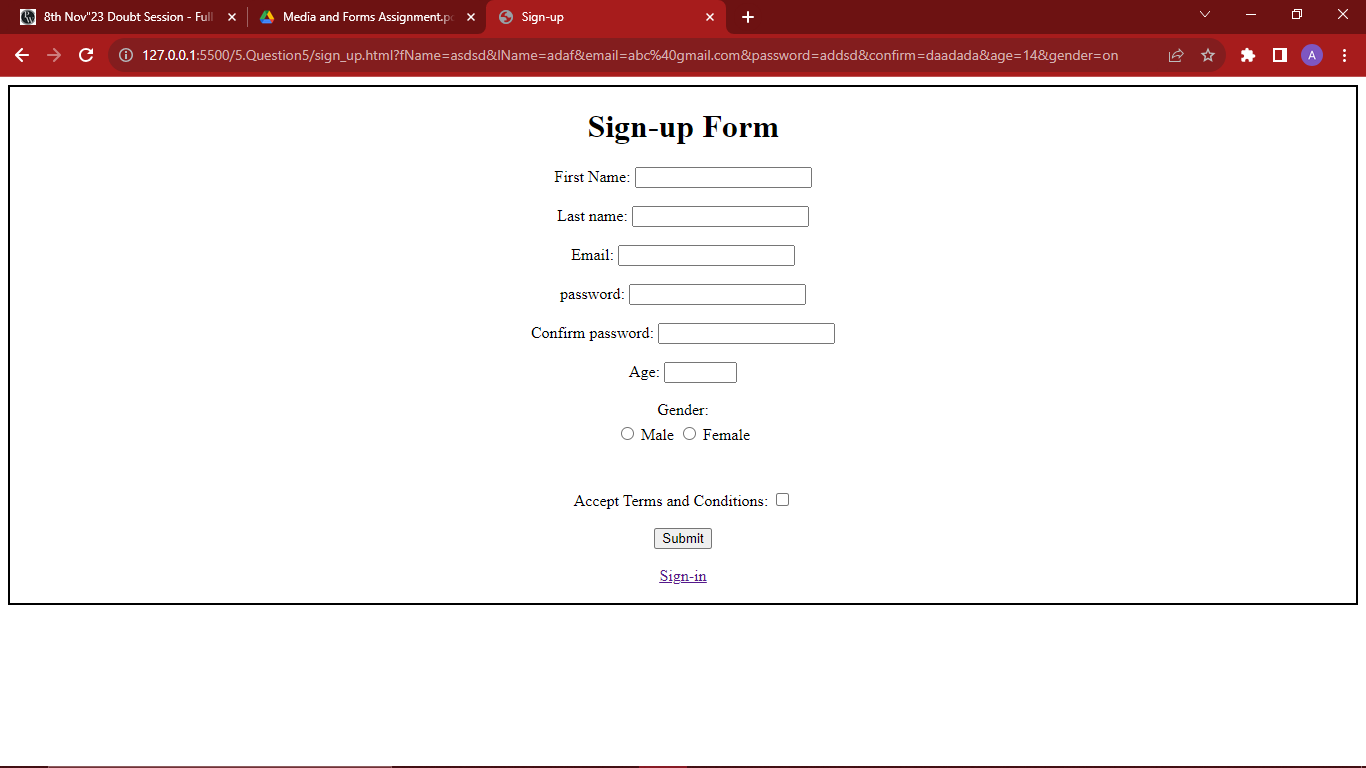 8th Nov"23 Doubt Session - Full
Media and Forms Assignment.pd
Sign-up
127.0.0.1:5500/5.Question5/sign_up.html?fName=asdsd&lName=adaf&email=abc%40gmail.com&password=addsd&confirm=daadada&age=14&gender=on
A
Sign-up Form
First Name:
Last name:
Email:
password:
Confirm password:
Age:
Gender:
Male Female
Accept Terms and Conditions:
Submit
Sign-in